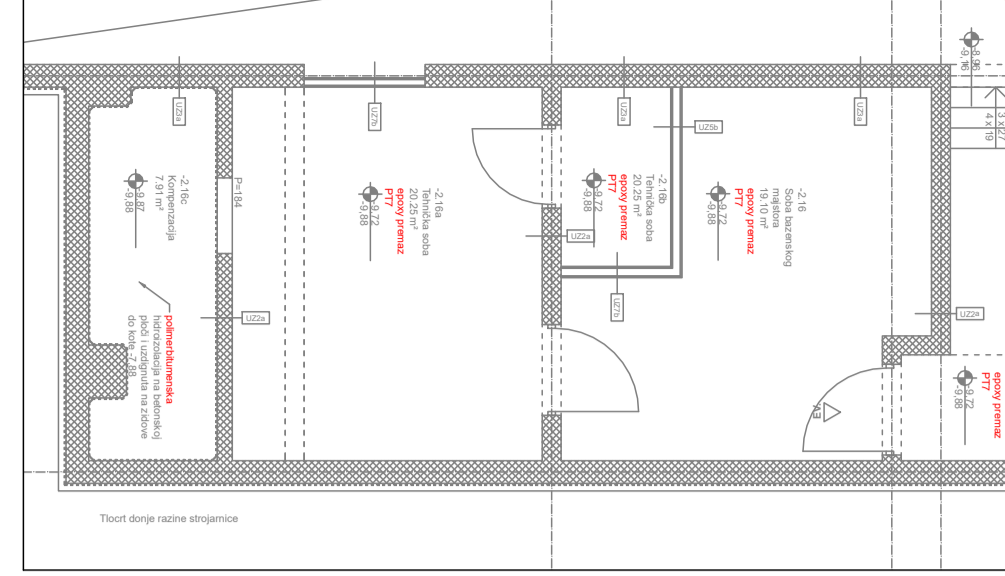 UZ3a
UZ7b
UZ3a
UZ5b
UZ3a
-8,96
-9,16
3 x 27
4 x 19
-2.16c
Kompenzacija
7.91 m²
-9,87
-9,88
P=184
-2.16a
Tehnička soba
20.25 m²
epoxy premaz
PT7
-9,72
-9,88
-2.16b
Tehnička soba
20.25 m²
epoxy premaz
PT7
-9,72
-9,88
-2.16
Soba bazenskog
majstora
19.10 m²
epoxy premaz
PT7
-9,72
-9,88
UZ2a
UZ7b
UZ2a
UZ2a
polimerbitumenska
hidroizolacija na betonskoj
ploči i uzdignuta na zidove
do kote -7,88
epoxy premaz
PT7
-9,72
-9,88
Tlocrt donje razine strojarnice